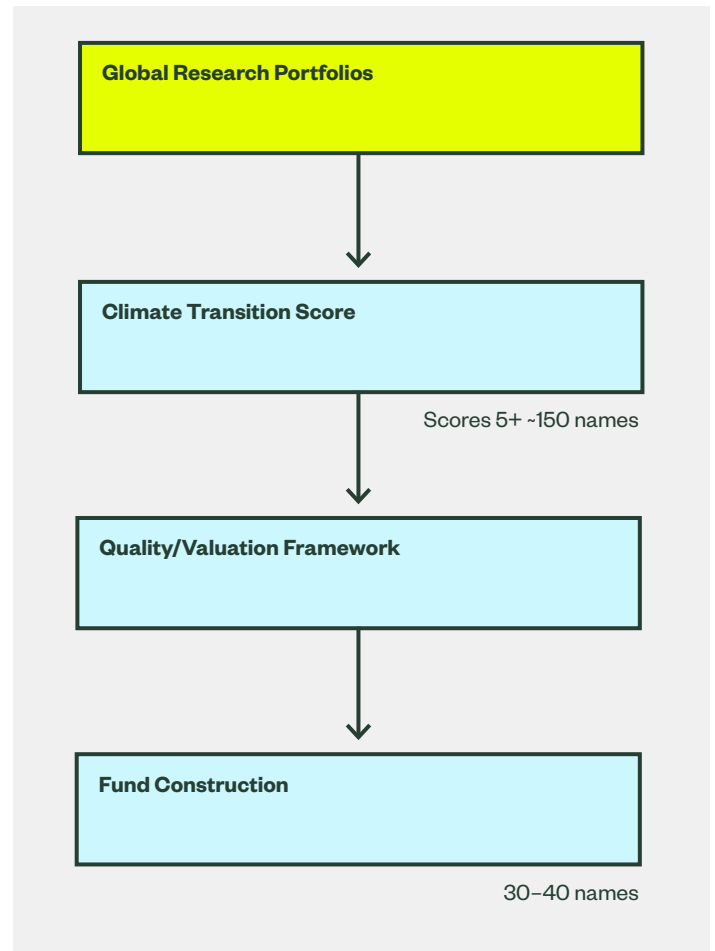 Global Research Portfolios
Climate Transition Score
Scores 5+ ~150 names
Quality/Valuation Framework
Fund Construction
30–40 names